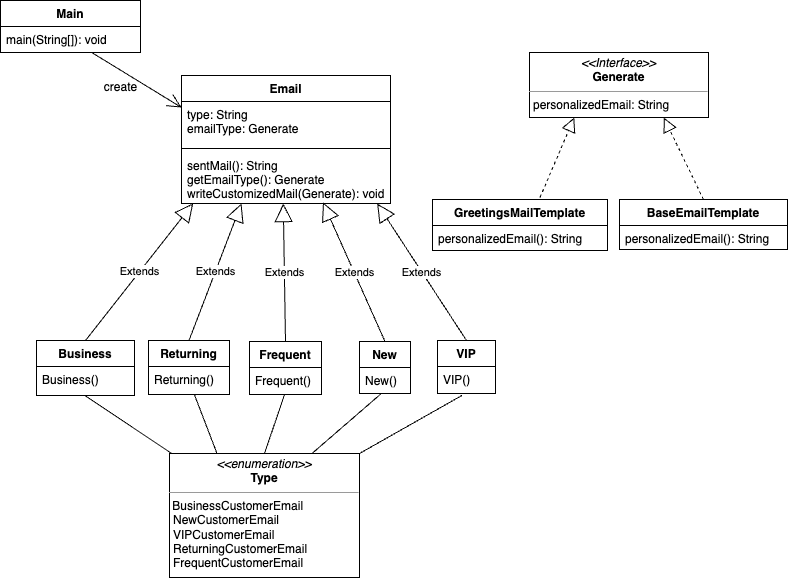 Main
main(String[]): void
create
Email
type: String
emailType: Generate
sentMail(): String
getEmailType(): Generate
writeCustomizedMail(Generate): void
<<Interface>>
Generate
personalizedEmail: String
GreetingsMailTemplate
personalizedEmail(): String
BaseEmailTemplate
personalizedEmail(): String
Extends
Extends
Extends
Extends
Extends
Business
Business()
Returning
Returning()
Frequent
Frequent()
New
New()
VIP
VIP()
<<enumeration>>
Type
BusinessCustomerEmail
NewCustomerEmail
VIPCustomerEmail
ReturningCustomerEmail
FrequentCustomerEmail